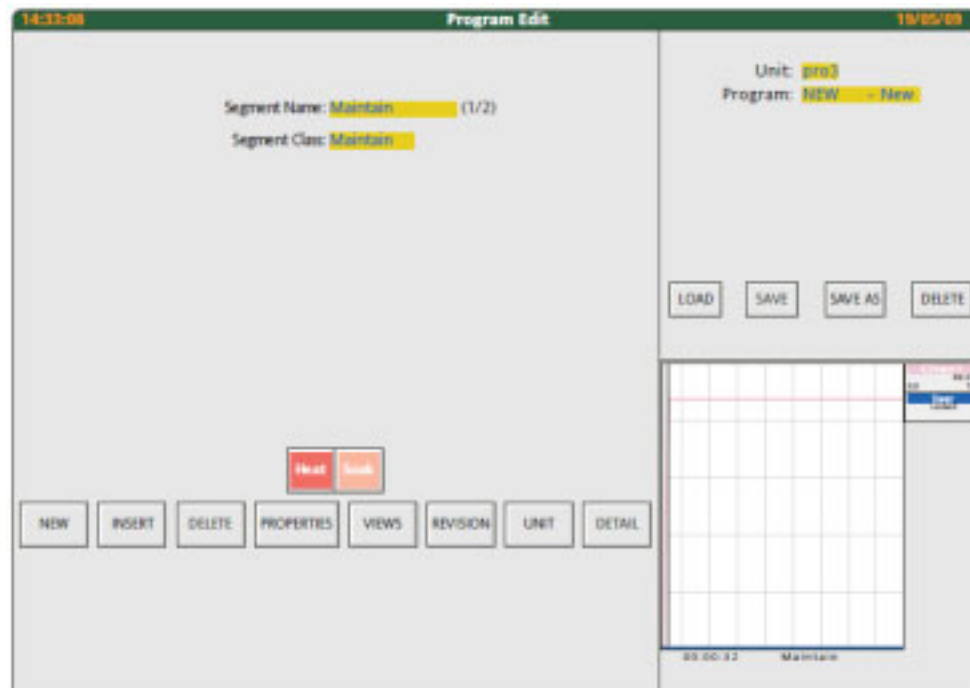 14:33:08 Program Edit 19/05/09
Segment Name: Maintain (1/2)
Segment Class: Maintain
Unit: pro3
Program: NEW - New
LOAD SAVE SAVE AS DELETE
Heat Soak
NEW INSERT DELETE PROPERTIES VIEWS REVISION UNIT DETAIL
00:00:32 Maintain